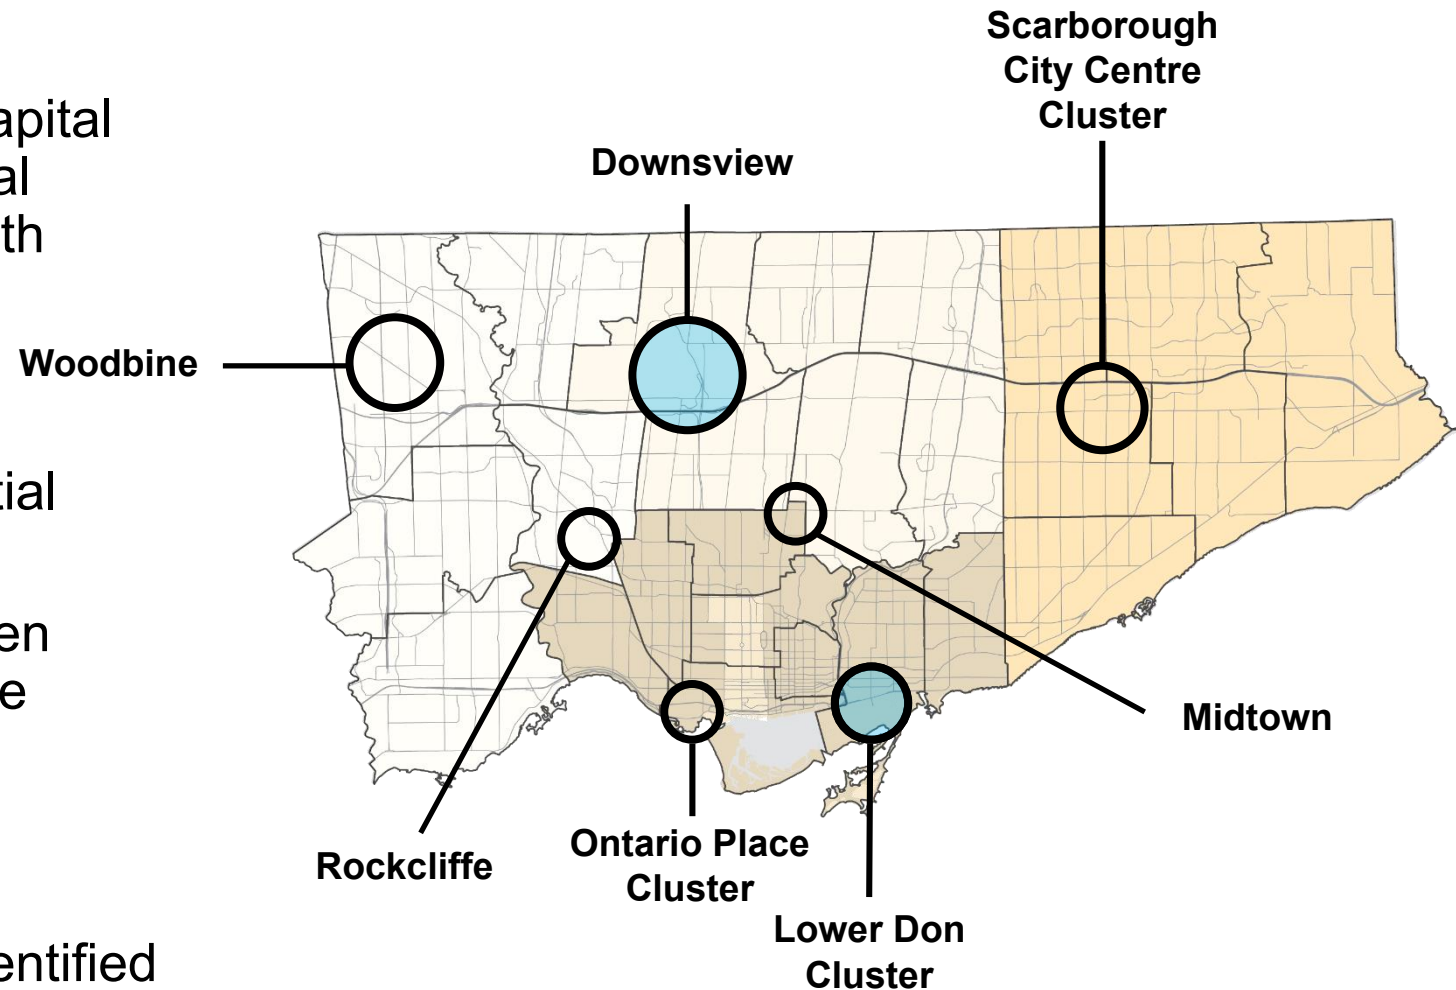 apital
al
th
tial
en
e
entified
Scarborough
City Centre
Cluster
Downsview
Woodbine
Midtown
Rockcliffe
Ontario Place
Cluster
Lower Don
Cluster